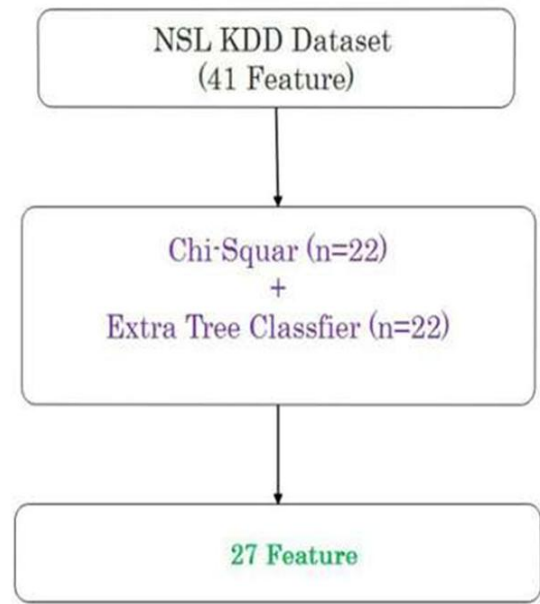 NSL KDD Dataset
(41 Feature)
Chi-Squar (n=22)
+
Extra Tree Classfier (n=22)
27 Feature